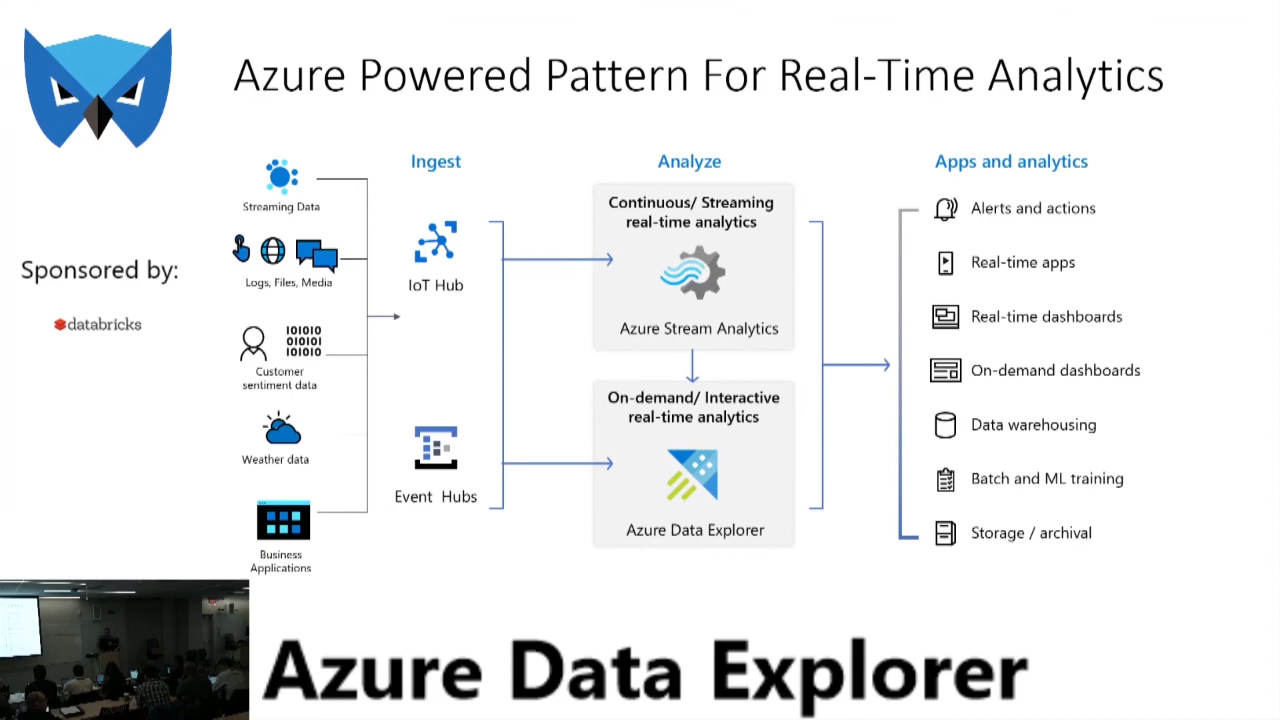 Azure Powered Pattern For Real-Time Analytics
Sponsored by:
databricks
Streaming Data
Logs, Files, Media
010101
010101
101010
Customer
sentiment data
Weather data
Business
Applications
Ingest
IoT Hub
Event Hubs
Analyze
Continuous/ Streaming
real-time analytics
Azure Stream Analytics
On-demand/ Interactive
real-time analytics
Azure Data Explorer
Apps and analytics
Alerts and actions
Real-time apps
Real-time dashboards
On-demand dashboards
Data warehousing
Batch and ML training
Storage / archival
Azure Data Explorer